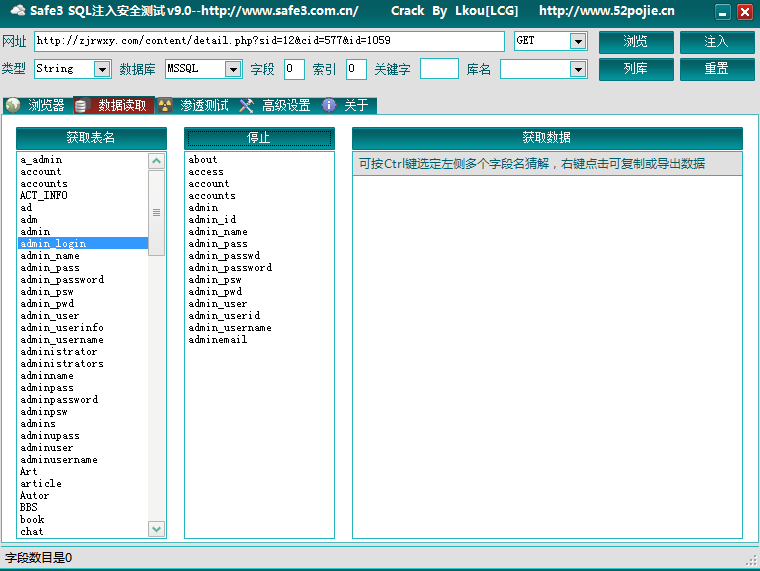 Safe3 SQL注入安全测试 v9.0--http://www.safe3.com.cn/ Crack By Lkou[LCG] http://www.52pojie.cn
网址 http://zjrwxy.com/content/detail.php?sid=12&cid=577&id=1059 GET 浏览 注入
类型 String 数据库 MSSQL 字段 0 索引 0 关键字 库名 列库 重置
浏览器 数据读取 渗透测试 高级设置 关于
获取表名
a_admin
account
accounts
ACT_INFO
ad
adm
admin
admin_login
admin_name
admin_pass
admin_password
admin_psw
admin_pwd
admin_user
admin_userinfo
admin_username
administrator
administrators
adminname
adminpass
adminpassword
adminpsw
admins
adminupass
adminuser
adminusername
Art
article
Autor
BBS
book
chat
停止
about
access
account
accounts
admin
admin_id
admin_name
admin_pass
admin_passwd
admin_password
admin_psw
admin_pwd
admin_user
admin_userid
admin_username
adminemail
获取数据
可按Ctrl键选定左侧多个字段名猜解，右键点击可复制或导出数据
字段数目是0